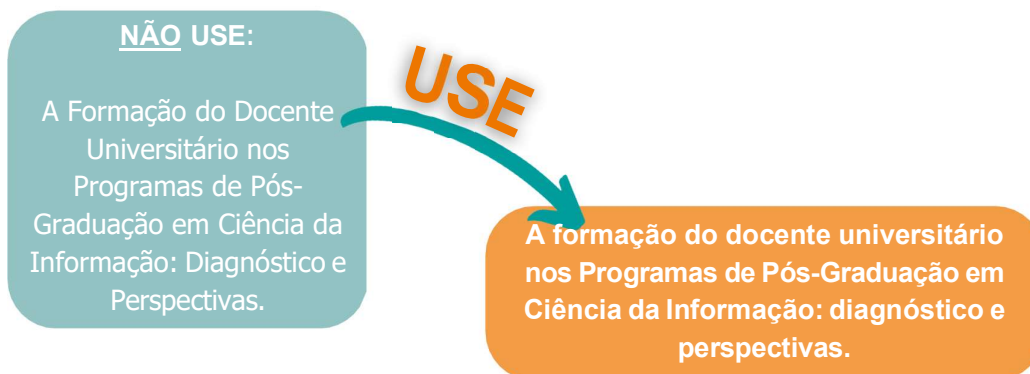 NÃO USE:
A Formação do Docente
Universitário nos
Programas de Pós-
Graduação em Ciência da
Informação: Diagnóstico e
Perspectivas.
USE
A formação do docente universitário
nos Programas de Pós-Graduação em
Ciência da Informação: diagnóstico e
perspectivas.